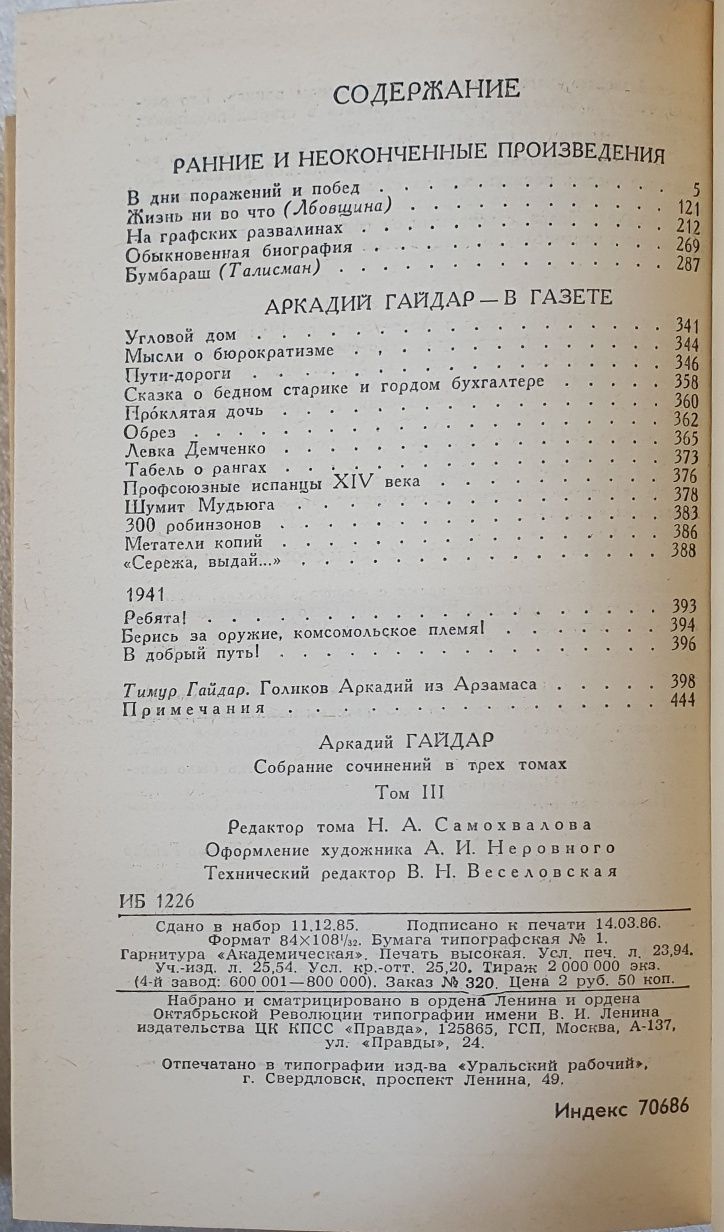 СОДЕРЖАНИЕ
РАННИЕ И НЕОКОНЧЕННЫЕ ПРОИЗВЕДЕНИЯ
В дни поражений и побед . . . . . . . . . . . . 5
Жизнь ни во что (Лбовщина) . . . . . . . . . . . 121
На графских развалинах . . . . . . . . . . . . 212
Обыкновенная биография . . . . . . . . . . . . 269
Бумбараш (Талисман) . . . . . . . . . . . . . 287
АРКАДИЙ ГАЙДАР — В ГАЗЕТЕ
Угловой дом . . . . . . . . . . . . . . . . 341
Мысли о бюрократизме . . . . . . . . . . . . . 344
Пути-дороги . . . . . . . . . . . . . . . . 346
Сказка о бедном старике и гордом бухгалтере . . . . . 358
Проклятая дочь . . . . . . . . . . . . . . . 360
Обрез . . . . . . . . . . . . . . . . . . 362
Левка Демченко . . . . . . . . . . . . . . . 365
Табель о рангах . . . . . . . . . . . . . . . 373
Профсоюзные испанцы XIV века . . . . . . . . . . 376
Шумит Мудьюга . . . . . . . . . . . . . . . 378
300 робинзонов . . . . . . . . . . . . . . . 383
Метатели копий . . . . . . . . . . . . . . . 386
«Сережа, выдай...» . . . . . . . . . . . . . . 388
1941
Ребята! . . . . . . . . . . . . . . . . . 393
Берись за оружие, комсомольское племя! . . . . . . . 394
В добрый путь! . . . . . . . . . . . . . . . 396
Тимур Гайдар. Голиков Аркадий из Арзамаса . . . . . 398
Примечания . . . . . . . . . . . . . . . . 444
Аркадий ГАЙДАР
Собрание сочинений в трех томах
Том III
Редактор тома Н. А. Самохвалова
Оформление художника А. И. Неровного
Технический редактор В. Н. Веселовская
ИБ 1226
Сдано в набор 11.12.85. Подписано к печати 14.03.86.
Формат 84×108¹/₃₂. Бумага типографская № 1.
Гарнитура «Академическая». Печать высокая. Усл. печ. л. 23,94.
Уч.-изд. л. 25,54. Усл. кр.-отт. 25,20. Тираж 2 000 000 экз.
(4-й завод: 600 001—800 000). Заказ № 320. Цена 2 руб. 50 коп.
Набрано и сматрицировано в ордена Ленина и ордена
Октябрьской Революции типографии имени В. И. Ленина
издательства ЦК КПСС «Правда», 125865, ГСП, Москва, А-137,
ул. «Правды», 24.
Отпечатано в типографии изд-ва «Уральский рабочий»,
г. Свердловск, проспект Ленина, 49.
Индекс 70686